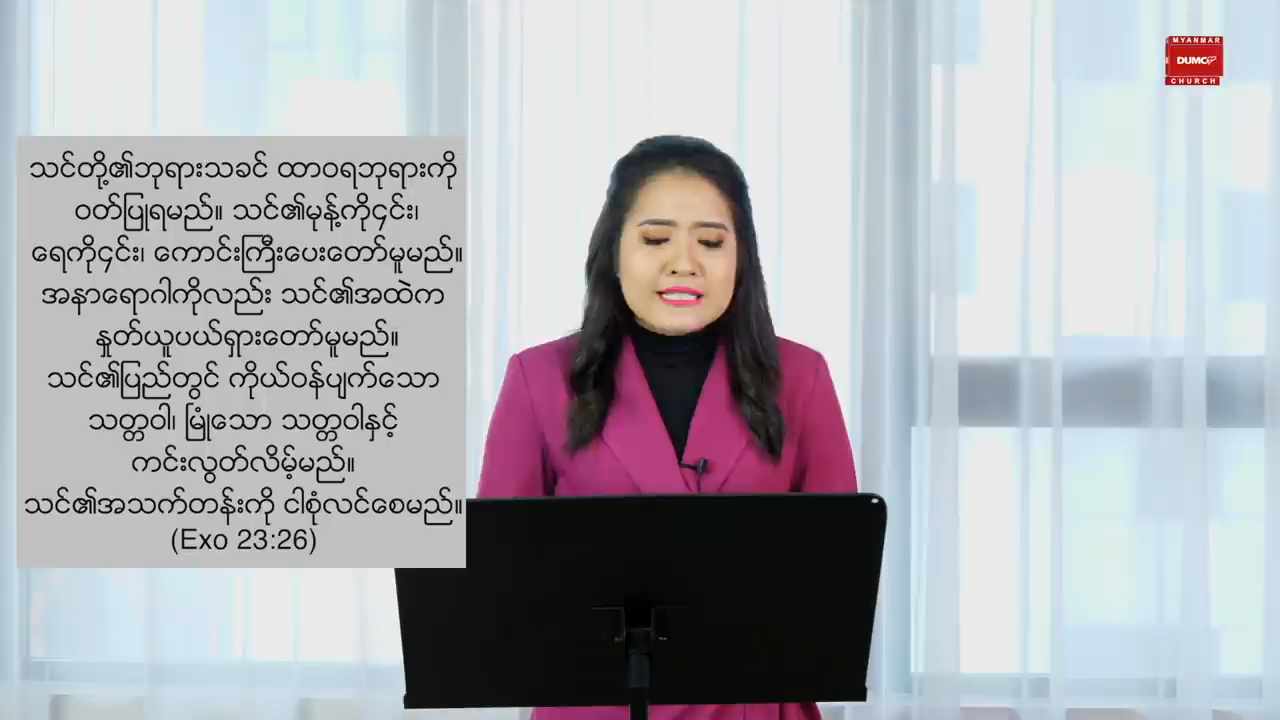 သင်တို့၏ဘုရားသခင် ထာဝရဘုရားကို
ဝတ်ပြုရမည်။ သင်၏မုန့်ကို၎င်း၊
ရေကို၎င်း၊ ကောင်းကြီးပေးတော်မူမည်။
အနာရောဂါကိုလည်း သင်၏အထဲက
နှုတ်ယူပယ်ရှားတော်မူမည်။
သင်၏ပြည်တွင် ကိုယ်ဝန်ပျက်သော
သတ္တဝါ၊ မြုံသော သတ္တဝါနှင့်
ကင်းလွတ်လိမ့်မည်။
သင်၏အသက်တန်းကို ငါစုံလင်စေမည်။
(Exo 23:26)
MYANMAR
DUMC
CHURCH